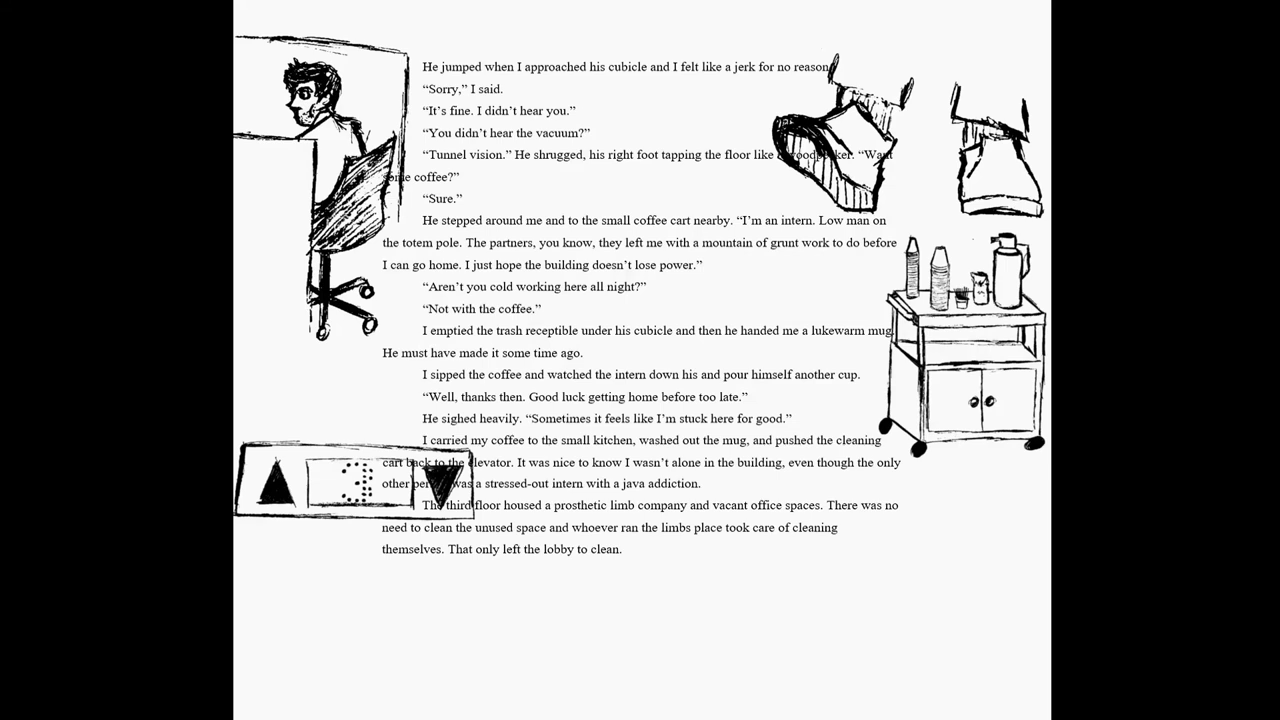 He jumped when I approached his cubicle and I felt like a jerk for no reason
“Sorry,” I said.
“It’s fine. I didn’t hear you.”
“You didn’t hear the vacuum?”
“Tunnel vision.” He shrugged, his right foot tapping the floor like a woodpecker. “Want
some coffee?”
“Sure.”
He stepped around me and to the small coffee cart nearby. “I’m an intern. Low man on
the totem pole. The partners, you know, they left me with a mountain of grunt work to do before
I can go home. I just hope the building doesn’t lose power.”
“Aren’t you cold working here all night?”
“Not with the coffee.”
I emptied the trash receptible under his cubicle and then he handed me a lukewarm mug.
He must have made it some time ago.
I sipped the coffee and watched the intern down his and pour himself another cup.
“Well, thanks then. Good luck getting home before too late.”
He sighed heavily. “Sometimes it feels like I’m stuck here for good.”
I carried my coffee to the small kitchen, washed out the mug, and pushed the cleaning
cart back to the elevator. It was nice to know I wasn’t alone in the building, even though the only
other person was a stressed-out intern with a java addiction.
The third floor housed a prosthetic limb company and vacant office spaces. There was no
need to clean the unused space and whoever ran the limbs place took care of cleaning
themselves. That only left the lobby to clean.
3